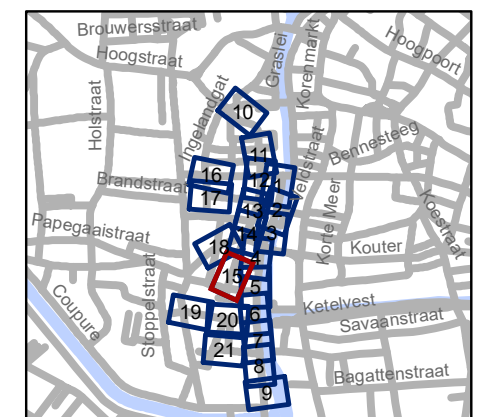 Brouwersstraat
Hoogstraat
Graslei
Korenmarkt
Hoogpoort
Holstraat
Ingelandgat
10
Bennesteeg
11
Veldstraat
16
12
1
Brandstraat
17
13
2
Korte Meer
Koestraat
Papegaaistraat
18
14
3
Kouter
4
15
5
Coupure
Stoppelstraat
Ketelvest
19
20
6
Savaanstraat
21
7
8
Bagattenstraat
9